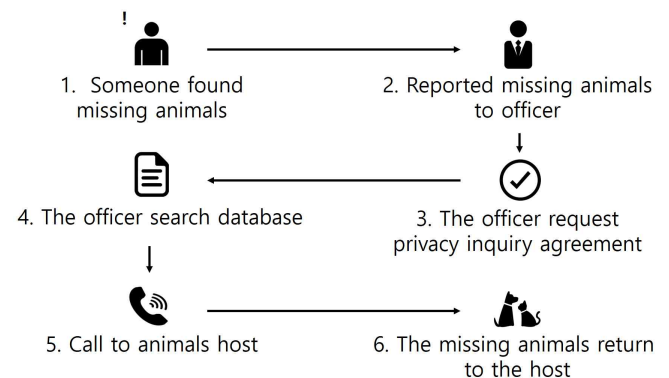 !
1. Someone found
missing animals
2. Reported missing animals
to officer
4. The officer search database
3. The officer request
privacy inquiry agreement
5. Call to animals host
6. The missing animals return
to the host